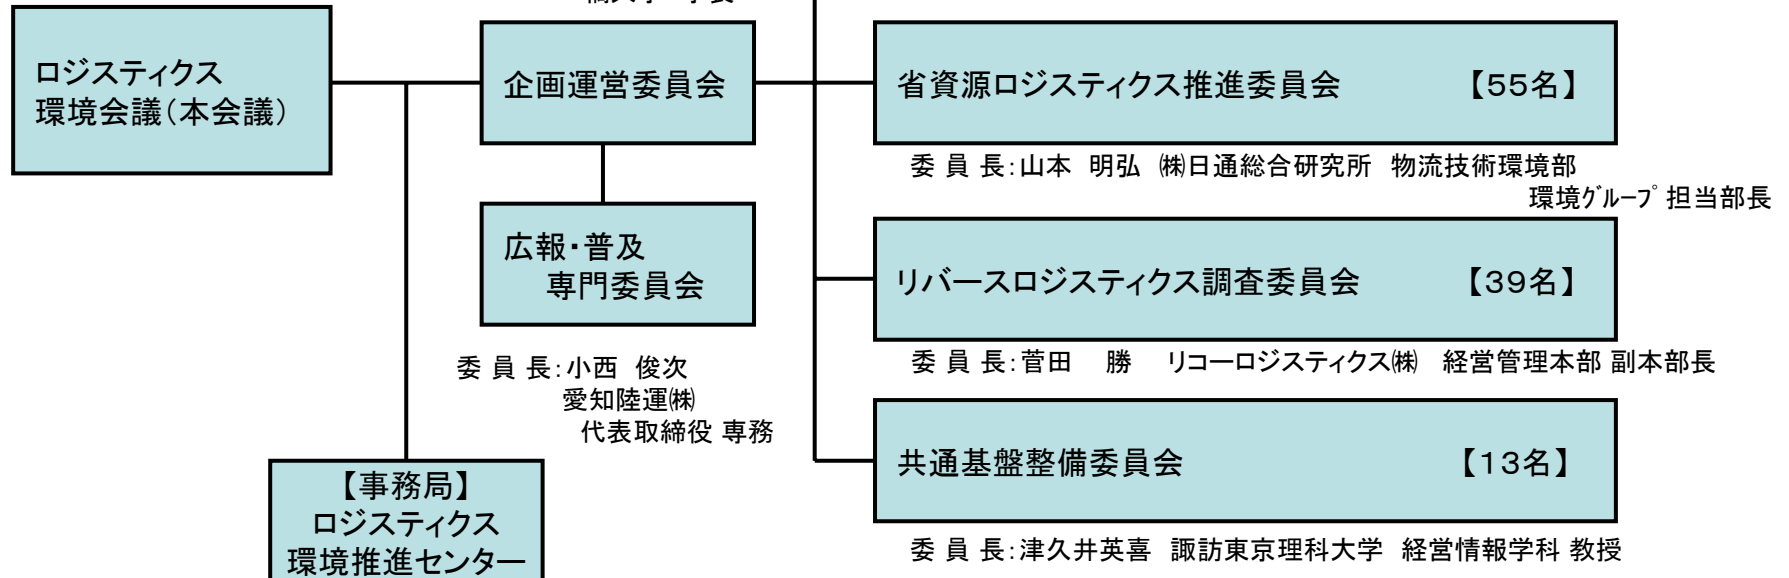 ロジスティクス
環境会議(本会議)
企画運営委員会
広報・普及
専門委員会
委 員 長:小西 俊次
愛知陸運㈱
代表取締役 専務
【事務局】
ロジスティクス
環境推進センター
省資源ロジスティクス推進委員会 【55名】
委 員 長:山本 明弘 ㈱日通総合研究所 物流技術環境部
環境ｸﾞﾙｰﾌﾟ 担当部長
リバースロジスティクス調査委員会 【39名】
委 員 長:菅田 勝 リコーロジスティクス㈱ 経営管理本部 副本部長
共通基盤整備委員会 【13名】
委 員 長:津久井英喜 諏訪東京理科大学 経営情報学科 教授